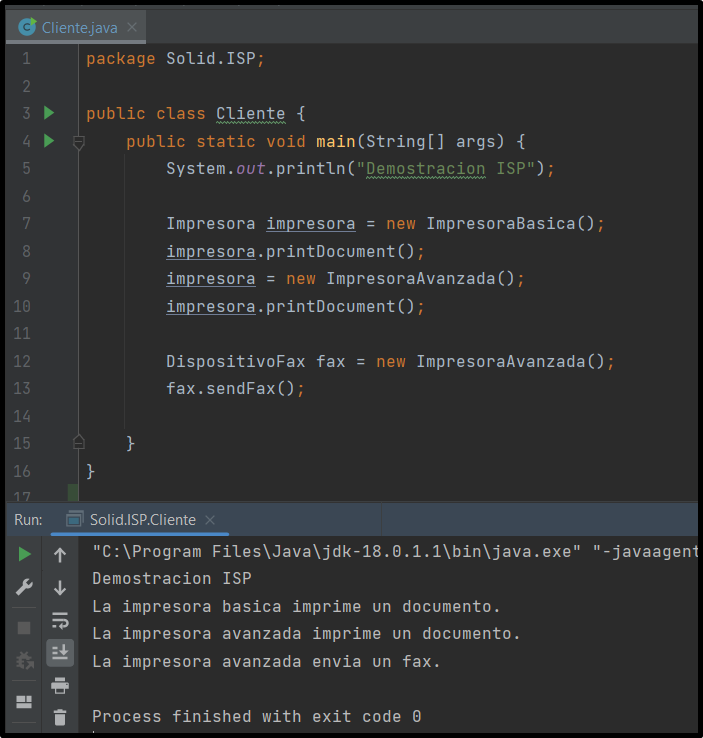 Cliente.java
1 package Solid.ISP;
2
3 public class Cliente {
4 public static void main(String[] args) {
5 System.out.println("Demostracion ISP");
6
7 Impresora impresora = new ImpresoraBasica();
8 impresora.printDocument();
9 impresora = new ImpresoraAvanzada();
10 impresora.printDocument();
11
12 DispositivoFax fax = new ImpresoraAvanzada();
13 fax.sendFax();
14
15 }
16 }
17
Run: Solid.ISP.Cliente
"C:\Program Files\Java\jdk-18.0.1.1\bin\java.exe" "-javaagent
Demostracion ISP
La impresora basica imprime un documento.
La impresora avanzada imprime un documento.
La impresora avanzada envia un fax.
Process finished with exit code 0